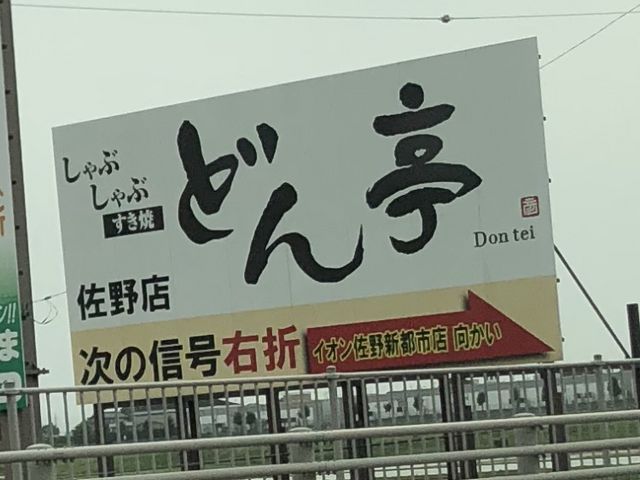 しゃぶ
しゃぶ
すき焼
どん亭
Don tei
佐野店
次の信号右折
イオン佐野新都市店 向かい